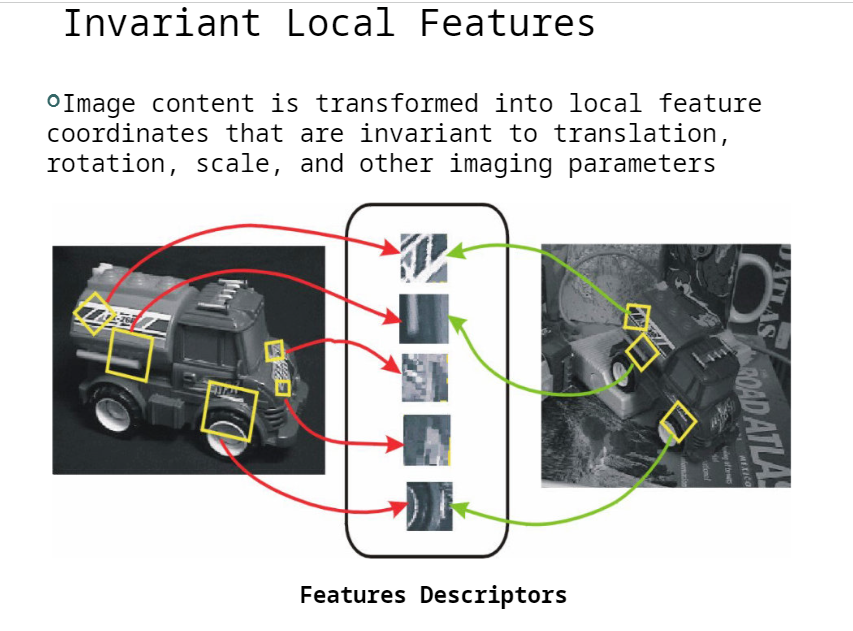 Invariant Local Features
Image content is transformed into local feature
coordinates that are invariant to translation,
rotation, scale, and other imaging parameters
ATLAS
ROAD ATLAS
MEXICO
Features Descriptors